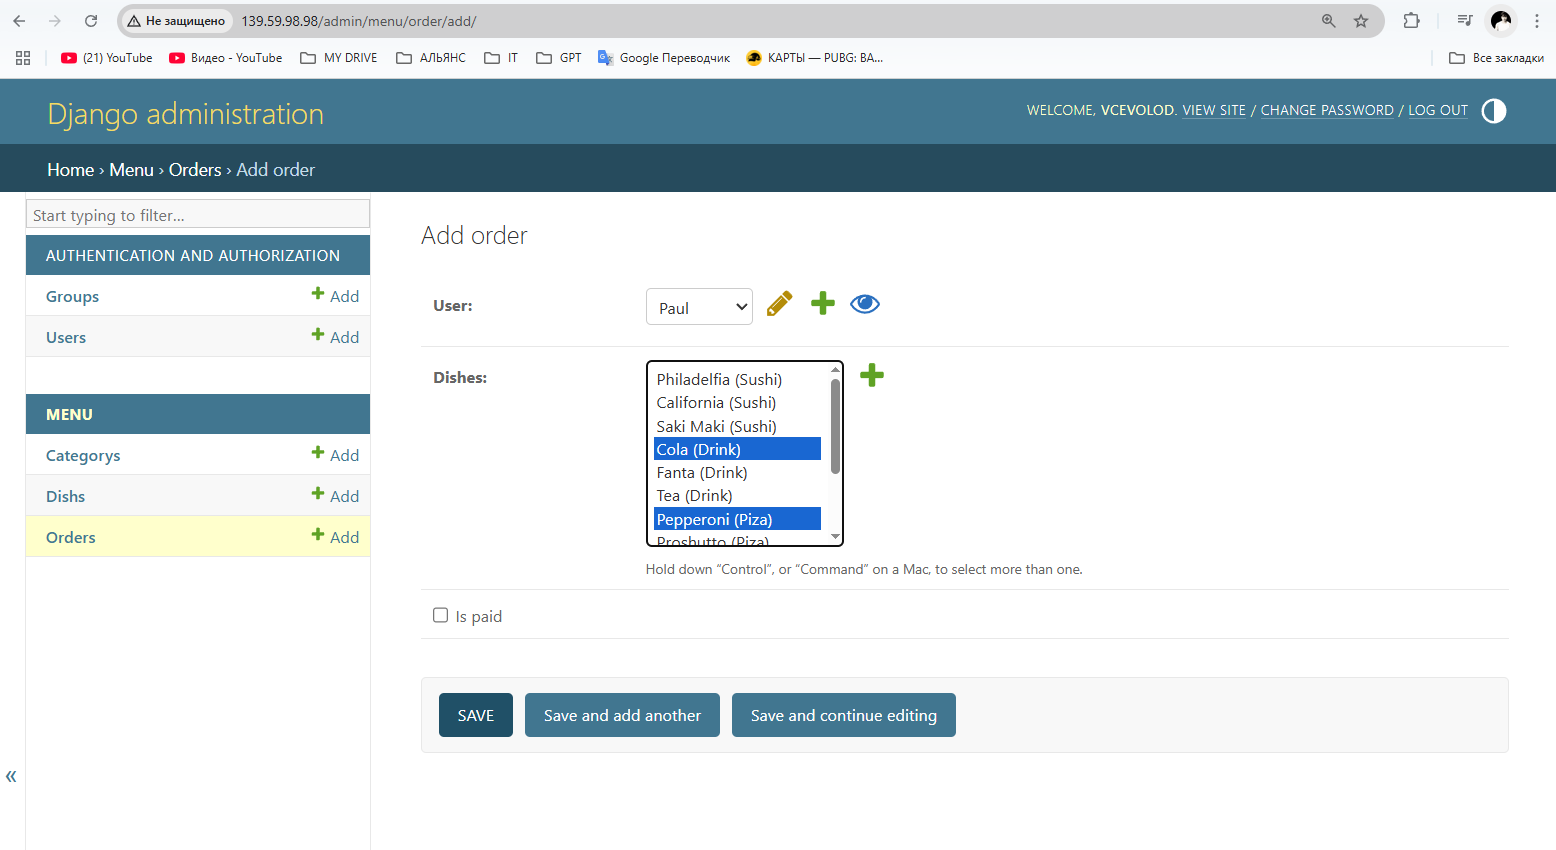 Не защищено 139.59.98.98/admin/menu/order/add/
(21) YouTube Видео - YouTube MY DRIVE АЛЬЯНС IT GPT Google Переводчик КАРТЫ — PUBG: BA... Все закладки
Django administration
WELCOME, VCEVOLOD. VIEW SITE / CHANGE PASSWORD / LOG OUT
Home › Menu › Orders › Add order
Start typing to filter...
AUTHENTICATION AND AUTHORIZATION
Groups Add
Users Add
MENU
Categorys Add
Dishs Add
Orders Add
«
Add order
User: Paul
Dishes:
Philadelfia (Sushi)
California (Sushi)
Saki Maki (Sushi)
Cola (Drink)
Fanta (Drink)
Tea (Drink)
Pepperoni (Piza)
Proshutto (Piza)
Hold down “Control”, or “Command” on a Mac, to select more than one.
Is paid
SAVE Save and add another Save and continue editing